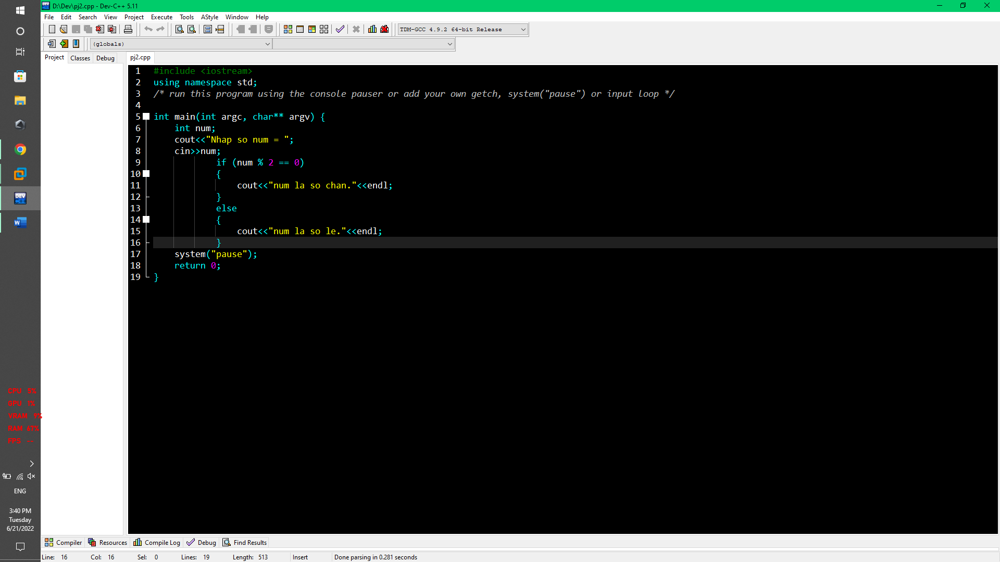 D:\Dev\pj2.cpp - Dev-C++ 5.11
File Edit Search View Project Execute Tools AStyle Window Help
TDM-GCC 4.9.2 64-bit Release
(globals)
Project Classes Debug
pj2.cpp
1 #include <iostream>
2 using namespace std;
3 /* run this program using the console pauser or add your own getch, system("pause") or input loop */
4
5 int main(int argc, char** argv) {
6 int num;
7 cout<<"Nhap so num = ";
8 cin>>num;
9 if (num % 2 == 0)
10 {
11 cout<<"num la so chan."<<endl;
12 }
13 else
14 {
15 cout<<"num la so le."<<endl;
16 }
17 system("pause");
18 return 0;
19 }
DEV
W
CPU 5%
GPU 1%
VRAM 9%
RAM 67%
FPS --
ENG
3:40 PM
Tuesday
6/21/2022
Compiler Resources Compile Log Debug Find Results
Line: 16 Col: 16 Sel: 0 Lines: 19 Length: 513 Insert Done parsing in 0.281 seconds